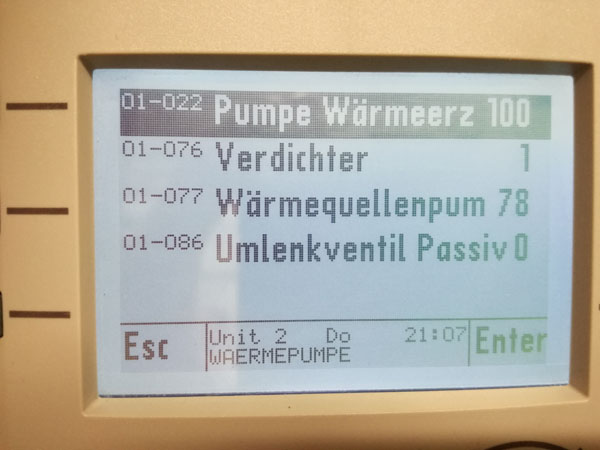 01-022 Pumpe Wärmeerz 100
01-076 Verdichter 1
01-077 Wärmequellenpum 78
01-086 Umlenkventil Passiv 0
Esc Unit 2 Do 21:07 Enter
WAERMEPUMPE